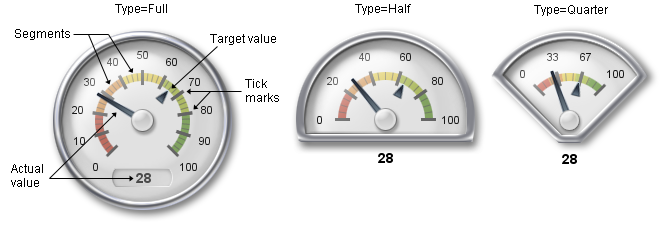 Type=Full
Type=Half
Type=Quarter
Segments
Target value
Tick
marks
Actual
value
0
10
20
30
40
50
60
70
80
90
100
28
0
20
40
60
80
100
28
0
33
67
100
28